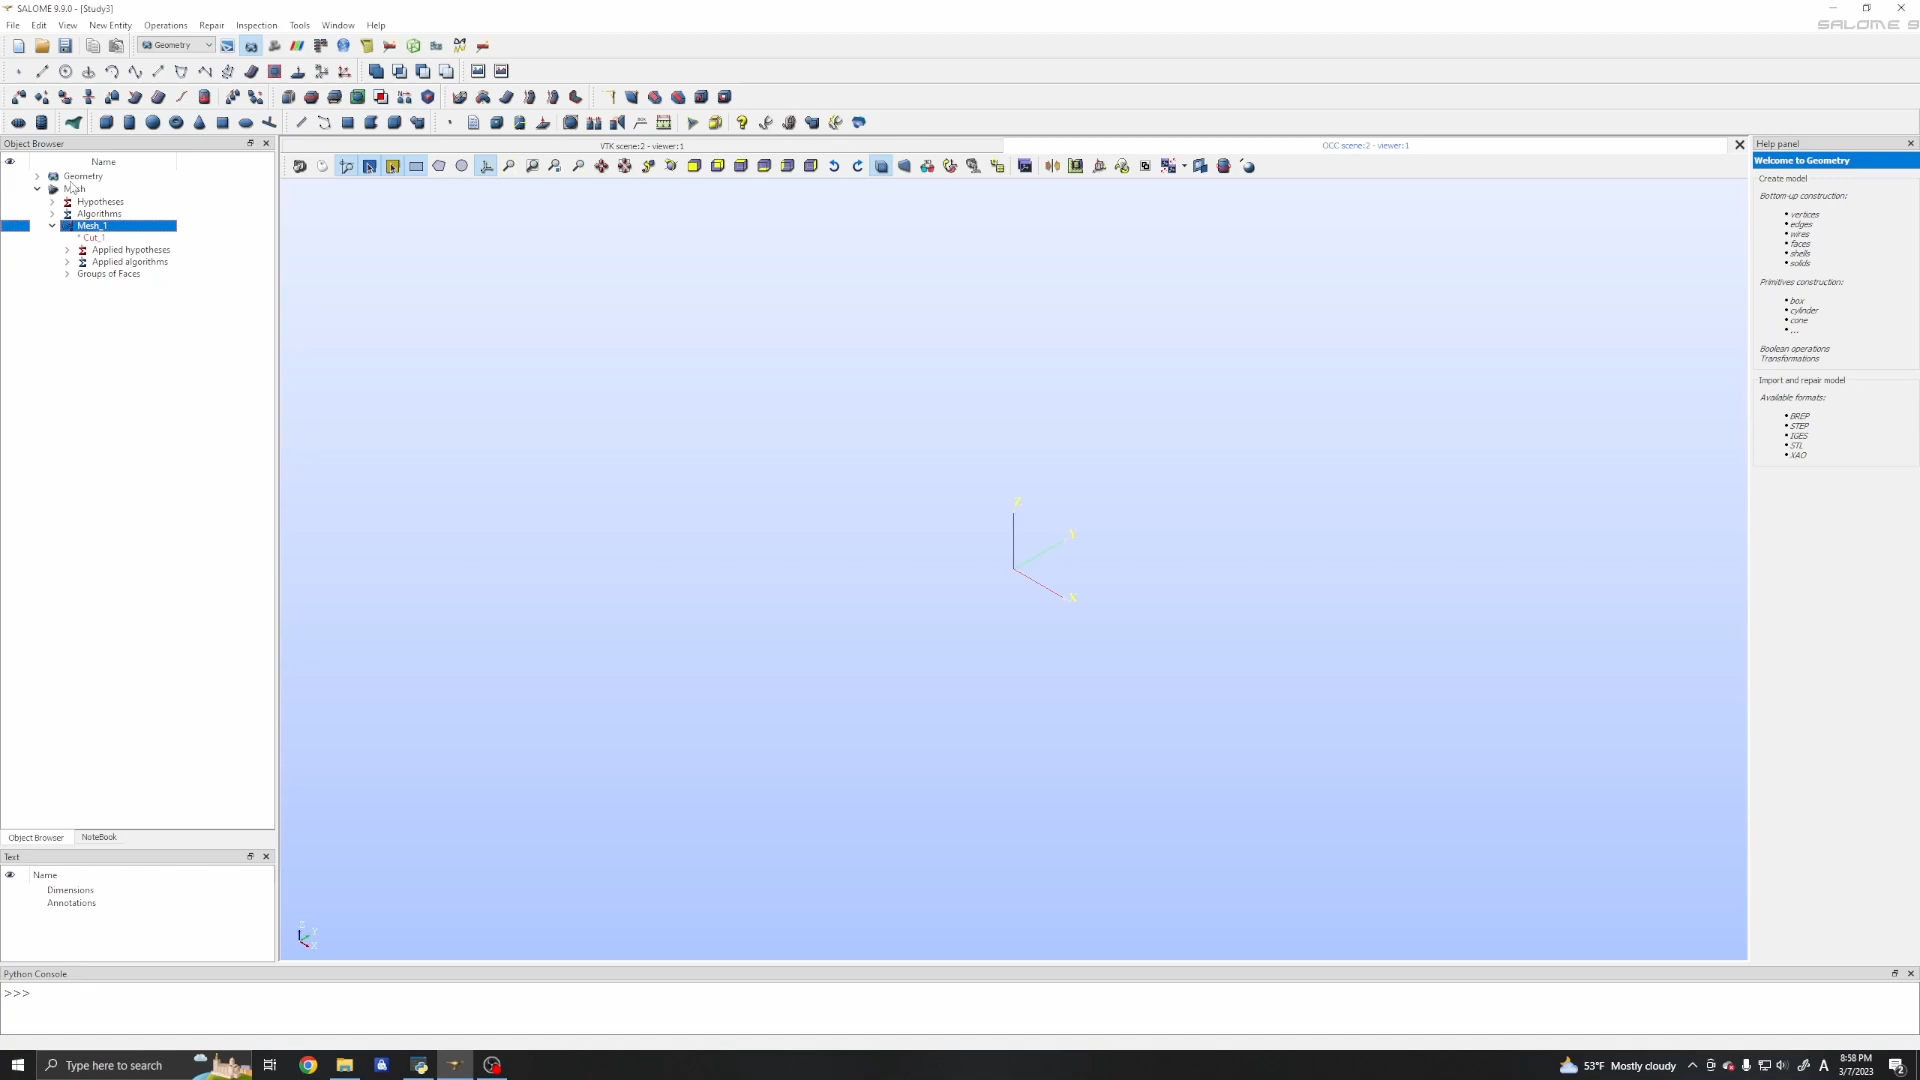 SALOME 9.9.0 - [Study3]
File Edit View New Entity Operations Repair Inspection Tools Window Help
SALOME 9
Geometry
Object Browser
VTK scene:2 - viewer:1
OCC scene:2 - viewer:1
Help panel
Name
Geometry
Mesh
Hypotheses
Algorithms
Mesh_1
* Cut_1
Applied hypotheses
Applied algorithms
Groups of Faces
Welcome to Geometry
Create model
Bottom-up construction:
• vertices
• edges
• wires
• faces
• shells
• solids
Primitives construction:
• box
• cylinder
• cone
• ...
Boolean operations
Transformations
Import and repair model
Available formats:
• BREP
• STEP
• IGES
• STL
• XAO
Z
Y
X
Object Browser NoteBook
Text
Name
Dimensions
Annotations
Z
Y
X
Python Console
>>>
Type here to search
53°F Mostly cloudy
A
8:58 PM
3/7/2023
2